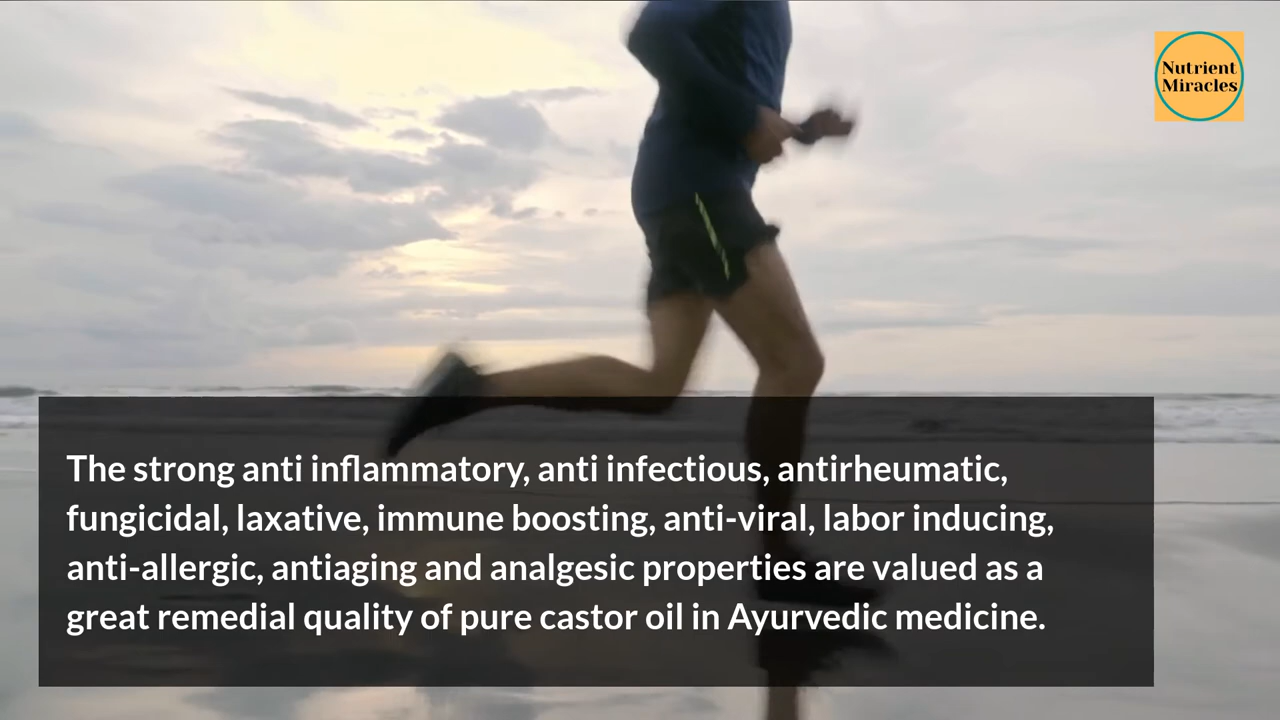 Nutrient
Miracles
The strong anti inflammatory, anti infectious, antirheumatic,
fungicidal, laxative, immune boosting, anti-viral, labor inducing,
anti-allergic, antiaging and analgesic properties are valued as a
great remedial quality of pure castor oil in Ayurvedic medicine.